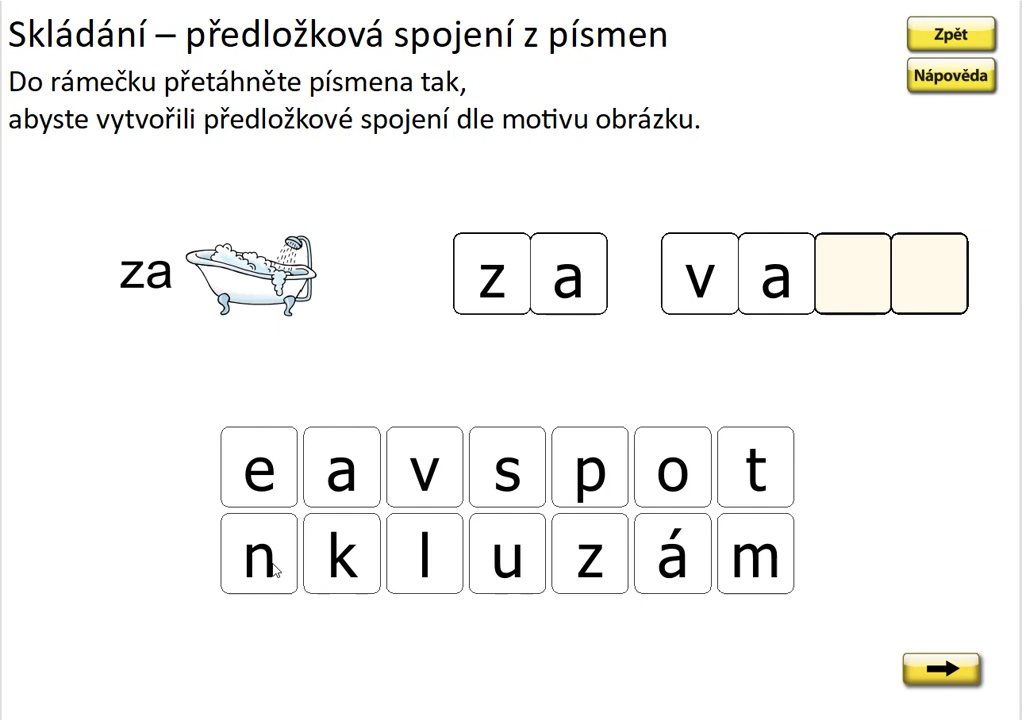 Skládání – předložková spojení z písmen
Zpět
Nápověda
Do rámečku přetáhněte písmena tak,
abyste vytvořili předložkové spojení dle motivu obrázku.
za
z a v a
e a v s p o t
n k l u z á m